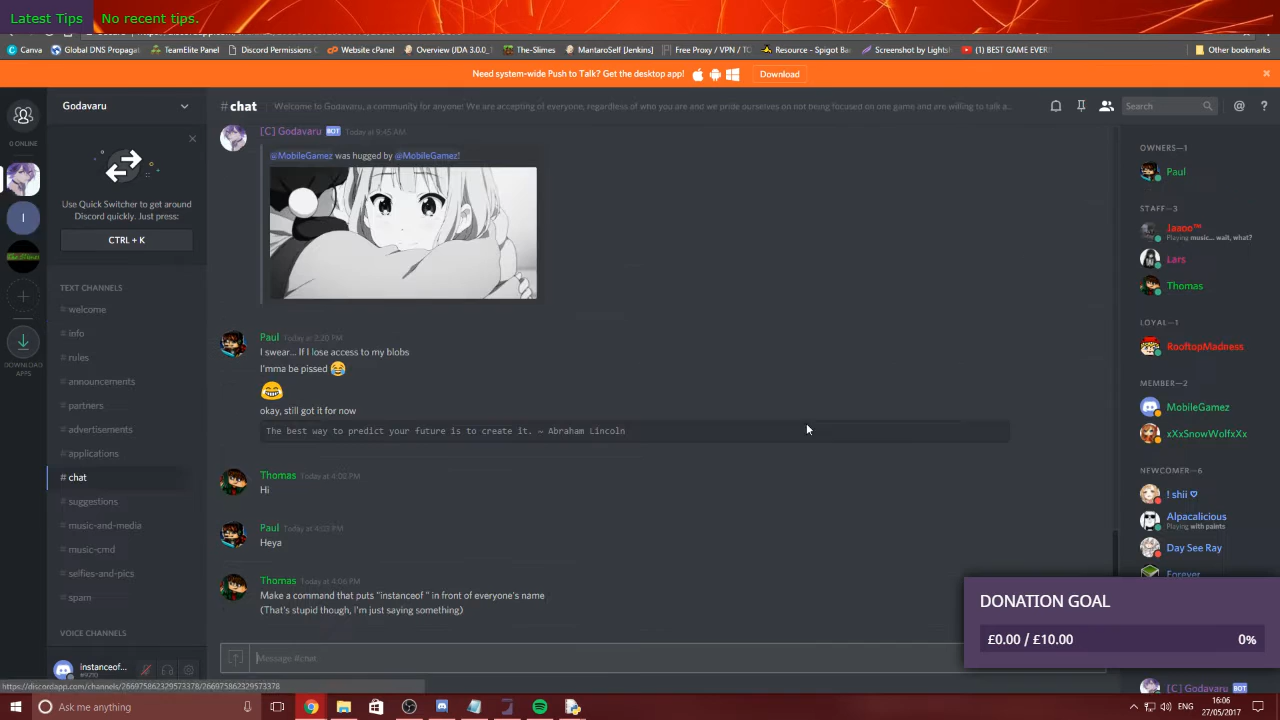 Latest Tips No recent tips.
Canva Global DNS Propagat TeamElite Panel Discord Permissions C Website cPanel Overview (JDA 3.0.0_1 The-Slimes MantaroSelf [Jenkins] Free Proxy / VPN / TO Resource - Spigot Ba Screenshot by Lights (1) BEST GAME EVER Other bookmarks
Need system-wide Push to Talk? Get the desktop app! Download
Godavaru
# chat Welcome to Godavaru, a community for anyone! We are accepting of everyone, regardless of who you are and we pride ourselves on not being focused on one game and are willing to talk a... Search
0 ONLINE
Use Quick Switcher to get around
Discord quickly. Just press:
CTRL + K
DOWNLOAD
APPS
TEXT CHANNELS
# welcome
# info
# rules
# announcements
# partners
# advertisements
# applications
# chat
# suggestions
# music-and-media
# music-cmd
# selfies-and-pics
# spam
VOICE CHANNELS
instanceof...
#9210
[C] Godavaru BOT Today at 9:45 AM
@MobileGamez was hugged by @MobileGamez!
Paul Today at 2:20 PM
I swear... If I lose access to my blobs
I'mma be pissed
okay, still got it for now
The best way to predict your future is to create it. ~ Abraham Lincoln
Thomas Today at 4:02 PM
Hi
Paul Today at 4:03 PM
Heya
Thomas Today at 4:06 PM
Make a command that puts "instanceof " in front of everyone's name
(That's stupid though, I'm just saying something)
Message #chat
OWNERS—1
Paul
STAFF—3
Jaaoo™
Playing music... wait, what?
Lars
Thomas
LOYAL—1
RooftopMadness
MEMBER—2
MobileGamez
xXxSnowWolfxXx
NEWCOMER—6
! shii ♡
Alpacalicious
Playing with paints
Day See Ray
Forever
DONATION GOAL
£0.00 / £10.00 0%
[C] Godavaru BOT
https://discordapp.com/channels/266975862329573378/266975862329573378
Ask me anything
ENG
16:06
27/05/2017